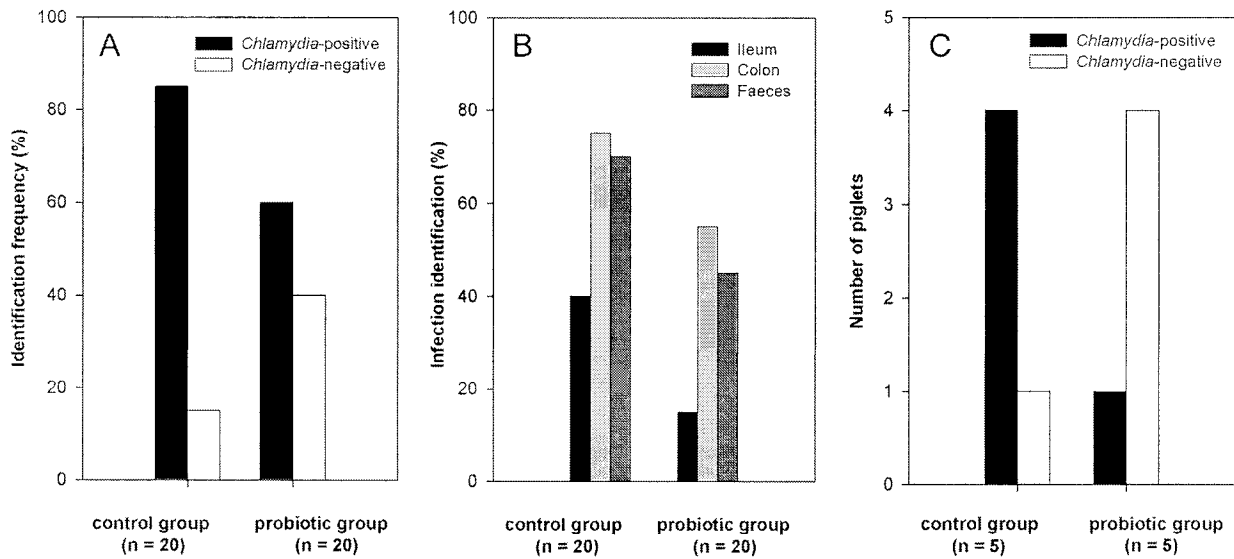 A
Chlamydia-positive
Chlamydia-negative
Identification frequency (%)
100
80
60
40
20
0
control group
(n = 20)
probiotic group
(n = 20)
B
Ileum
Colon
Faeces
Infection identification (%)
100
80
60
40
20
0
control group
(n = 20)
probiotic group
(n = 20)
C
Chlamydia-positive
Chlamydia-negative
Number of piglets
5
4
3
2
1
0
control group
(n = 5)
probiotic group
(n = 5)